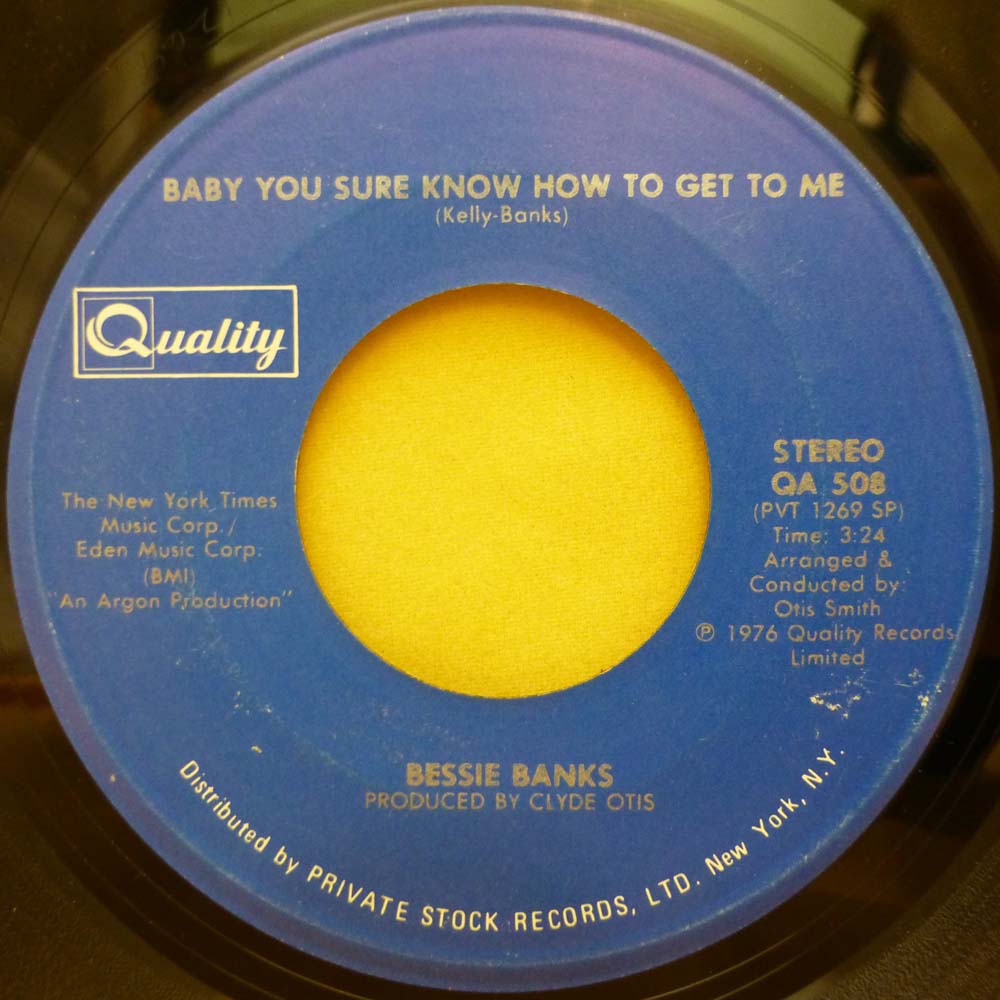 BABY YOU SURE KNOW HOW TO GET TO ME
(Kelly-Banks)
Quality
The New York Times
Music Corp./
Eden Music Corp.
(BMI)
"An Argon Production"
STEREO
QA 508
(PVT 1269 SP)
Time: 3:24
Arranged &
Conducted by:
Otis Smith
℗ 1976 Quality Records
Limited
BESSIE BANKS
PRODUCED BY CLYDE OTIS
Distributed by PRIVATE STOCK RECORDS, LTD. New York, N.Y.